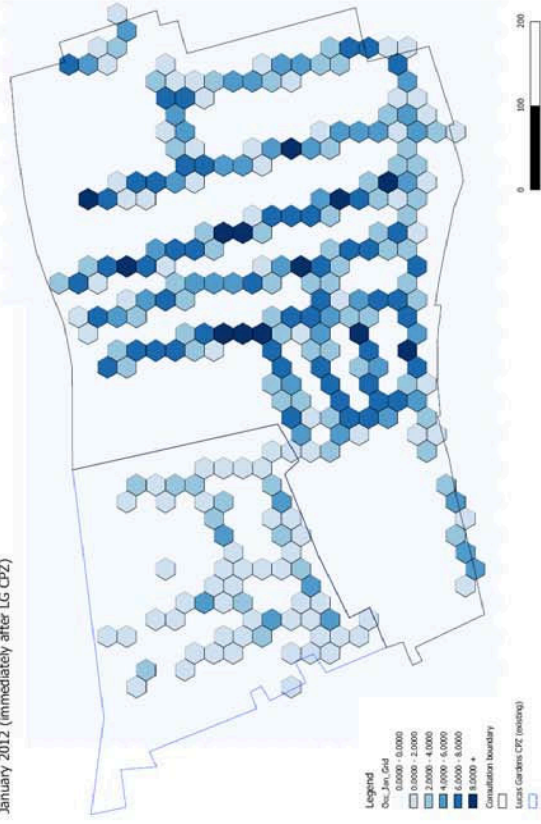 January 2012 (immediately after LG CPZ)
Legend
Occ_Jan_Grid
0.0000 - 0.0000
0.0000 - 2.0000
2.0000 - 4.0000
4.0000 - 6.0000
6.0000 - 8.0000
8.0000 +
Consultation boundary
Lucas Gardens CPZ (existing)
0 100 200